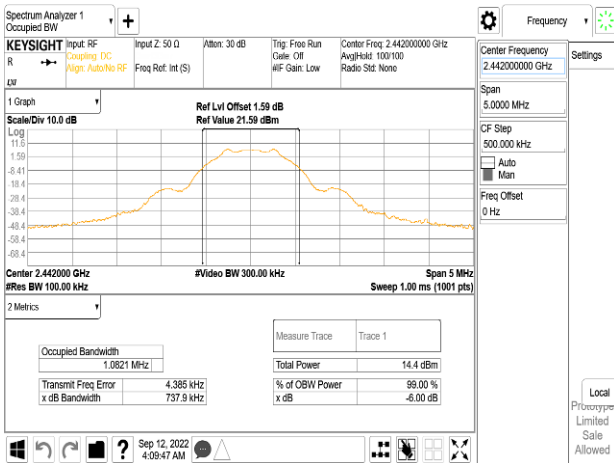 Spectrum Analyzer 1
Occupied BW
+
Frequency
KEYSIGHT
R
Input: RF
Coupling: DC
Align: Auto/No RF
Input Z: 50 Ω
Freq Ref: Int (S)
Atten: 30 dB
Trig: Free Run
Gate: Off
#IF Gain: Low
Center Freq: 2.442000000 GHz
Avg|Hold: 100/100
Radio Std: None
Center Frequency
2.442000000 GHz
Settings
Span
5.0000 MHz
CF Step
500.000 kHz
Auto
Man
Freq Offset
0 Hz
1 Graph
Scale/Div 10.0 dB
Ref Lvl Offset 1.59 dB
Ref Value 21.59 dBm
Log
11.6
1.59
-8.41
-18.4
-28.4
-38.4
-48.4
-58.4
-68.4
Center 2.442000 GHz
#Res BW 100.00 kHz
#Video BW 300.00 kHz
Span 5 MHz
Sweep 1.00 ms (1001 pts)
2 Metrics
Measure Trace
Trace 1
Occupied Bandwidth
1.0821 MHz
Total Power
14.4 dBm
Transmit Freq Error
4.385 kHz
% of OBW Power
99.00 %
x dB Bandwidth
737.9 kHz
x dB
-6.00 dB
Local
Prototype
Limited
Sale
Allowed
?
Sep 12, 2022
4:09:47 AM